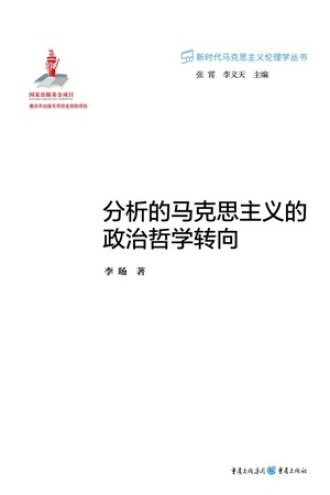 新时代马克思主义伦理学丛书
张霄 李义天 主编
国家出版基金项目
重庆市出版专项资金资助项目
分析的马克思主义的
政治哲学转向
李旸 著
重庆出版集团 重庆出版社